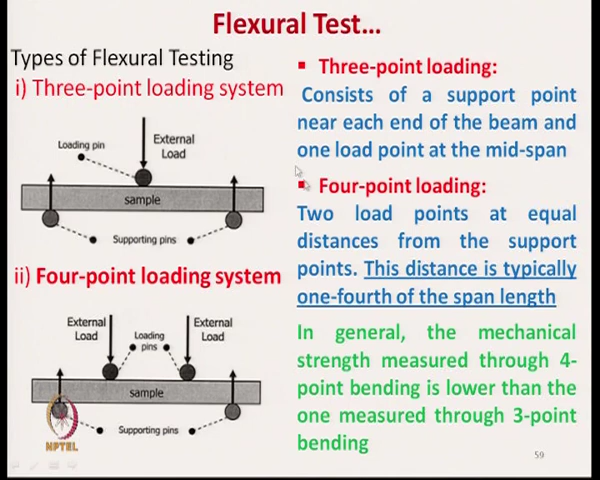 Flexural Test...
Types of Flexural Testing
i) Three-point loading system
Loading pin
External
Load
sample
Supporting pins
ii) Four-point loading system
External
Load
Loading
pins
External
Load
sample
Supporting pins
NPTEL
▪ Three-point loading:
Consists of a support point
near each end of the beam and
one load point at the mid-span
▪ Four-point loading:
Two load points at equal
distances from the support
points. This distance is typically
one-fourth of the span length
In general, the mechanical
strength measured through 4-
point bending is lower than the
one measured through 3-point
bending
59